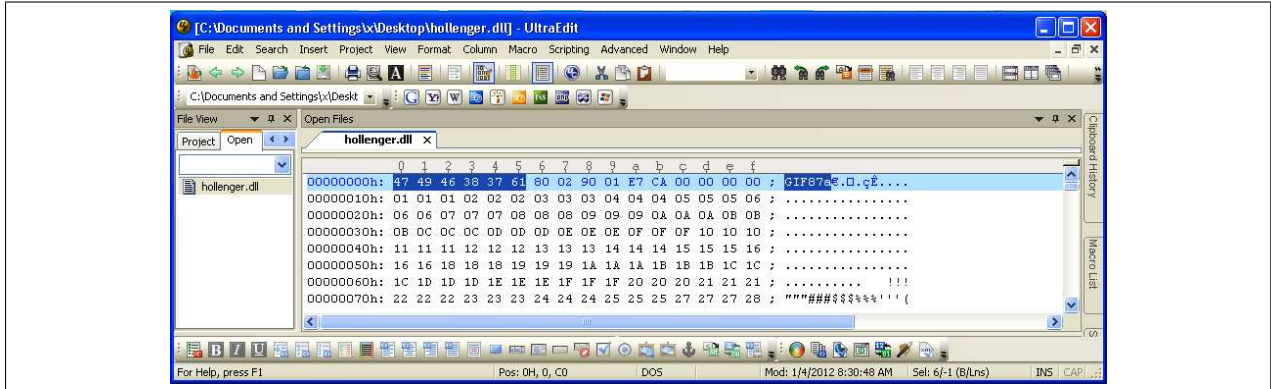 [C:\Documents and Settings\x\Desktop\hollenger.dll] - UltraEdit
File Edit Search Insert Project View Format Column Macro Scripting Advanced Window Help
C:\Documents and Settings\x\Deskt
File View Open Files
Project Open hollenger.dll x
hollenger.dll
0 1 2 3 4 5 6 7 8 9 a b c d e f
00000000h: 47 49 46 38 37 61 80 02 90 01 E7 CA 00 00 00 00 ; GIF87a€.□.çÊ....
00000010h: 01 01 01 02 02 02 03 03 03 04 04 04 05 05 05 06 ; ................
00000020h: 06 06 07 07 07 08 08 08 09 09 09 0A 0A 0A 0B 0B ; ................
00000030h: 0B 0C 0C 0C 0D 0D 0D 0E 0E 0E 0F 0F 0F 10 10 10 ; ................
00000040h: 11 11 11 12 12 12 13 13 13 14 14 14 15 15 15 16 ; ................
00000050h: 16 16 18 18 18 19 19 19 1A 1A 1A 1B 1B 1B 1C 1C ; ................
00000060h: 1C 1D 1D 1D 1E 1E 1E 1F 1F 1F 20 20 20 21 21 21 ; ..........   !!!
00000070h: 22 22 22 23 23 23 24 24 24 25 25 25 27 27 27 28 ; """###$$$%%%'''(
Clipboard History
Macro List
For Help, press F1 Pos: 0H, 0, C0 DOS Mod: 1/4/2012 8:30:48 AM Sel: 6/-1 (B/Lns) INS CAP